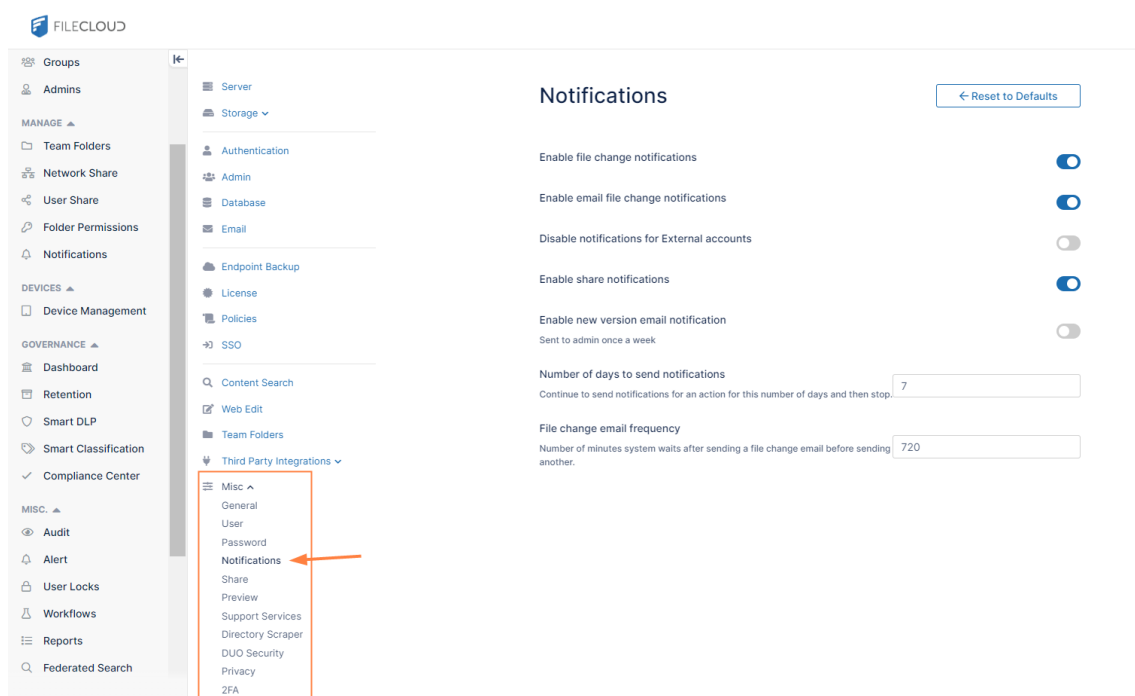 FILECLOUD
Groups
Admins
MANAGE
Team Folders
Network Share
User Share
Folder Permissions
Notifications
DEVICES
Device Management
GOVERNANCE
Dashboard
Retention
Smart DLP
Smart Classification
Compliance Center
MISC.
Audit
Alert
User Locks
Workflows
Reports
Federated Search
Server
Storage
Authentication
Admin
Database
Email
Endpoint Backup
License
Policies
SSO
Content Search
Web Edit
Team Folders
Third Party Integrations
Misc
General
User
Password
Notifications
Share
Preview
Support Services
Directory Scraper
DUO Security
Privacy
2FA
Notifications
Reset to Defaults
Enable file change notifications
Enable email file change notifications
Disable notifications for External accounts
Enable share notifications
Enable new version email notification
Sent to admin once a week
Number of days to send notifications
Continue to send notifications for an action for this number of days and then stop.
7
File change email frequency
Number of minutes system waits after sending a file change email before sending
another.
720